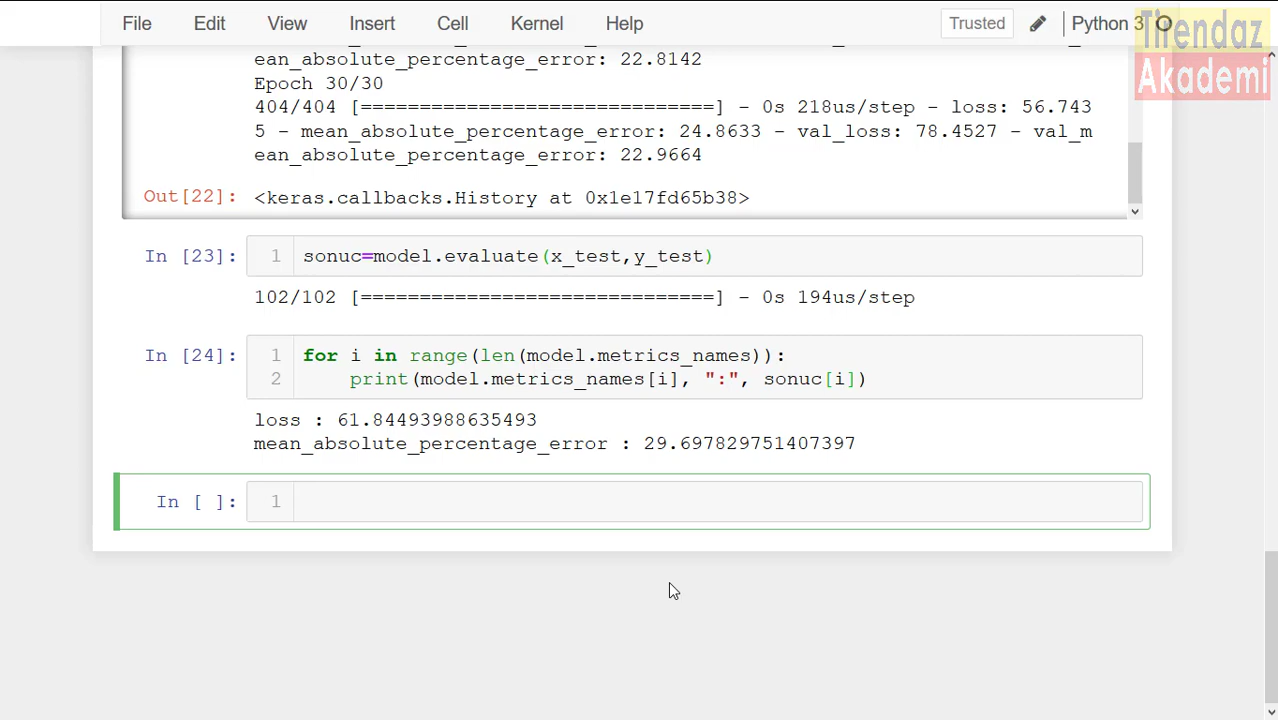 File Edit View Insert Cell Kernel Help Trusted Python 3
Tirendaz
Akademi
ean_absolute_percentage_error: 22.8142
Epoch 30/30
404/404 [==============================] - 0s 218us/step - loss: 56.743
5 - mean_absolute_percentage_error: 24.8633 - val_loss: 78.4527 - val_m
ean_absolute_percentage_error: 22.9664
Out[22]: <keras.callbacks.History at 0x1e17fd65b38>
In [23]: 1 sonuc=model.evaluate(x_test,y_test)
102/102 [==============================] - 0s 194us/step
In [24]: 1 for i in range(len(model.metrics_names)):
2 print(model.metrics_names[i], ":", sonuc[i])
loss : 61.84493988635493
mean_absolute_percentage_error : 29.697829751407397
In [ ]: 1